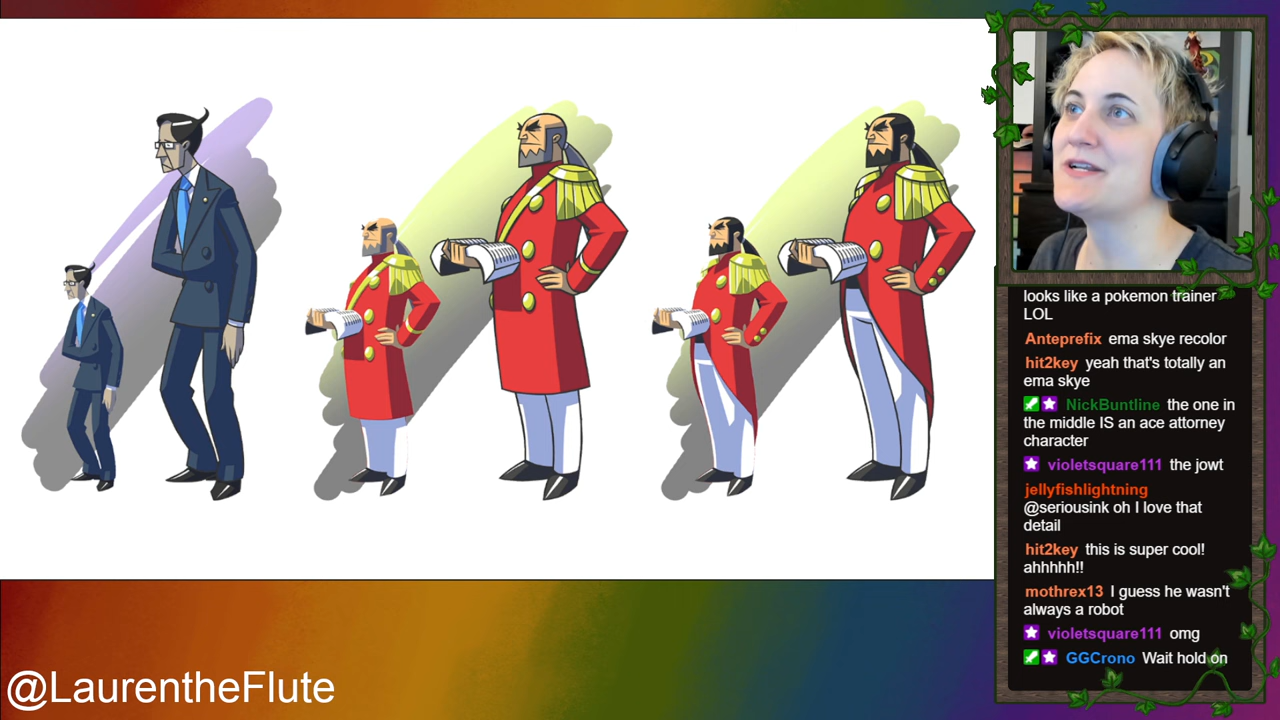 looks like a pokemon trainer
LOL
Anteprefix ema skye recolor
hit2key yeah that's totally an
ema skye
NickBuntline the one in
the middle IS an ace attorney
character
violetsquare111 the jowt
jellyfishlightning
@seriousink oh I love that
detail
hit2key this is super cool!
ahhhhh!!
mothrex13 I guess he wasn't
always a robot
violetsquare111 omg
GGCrono Wait hold on
@LaurentheFlute